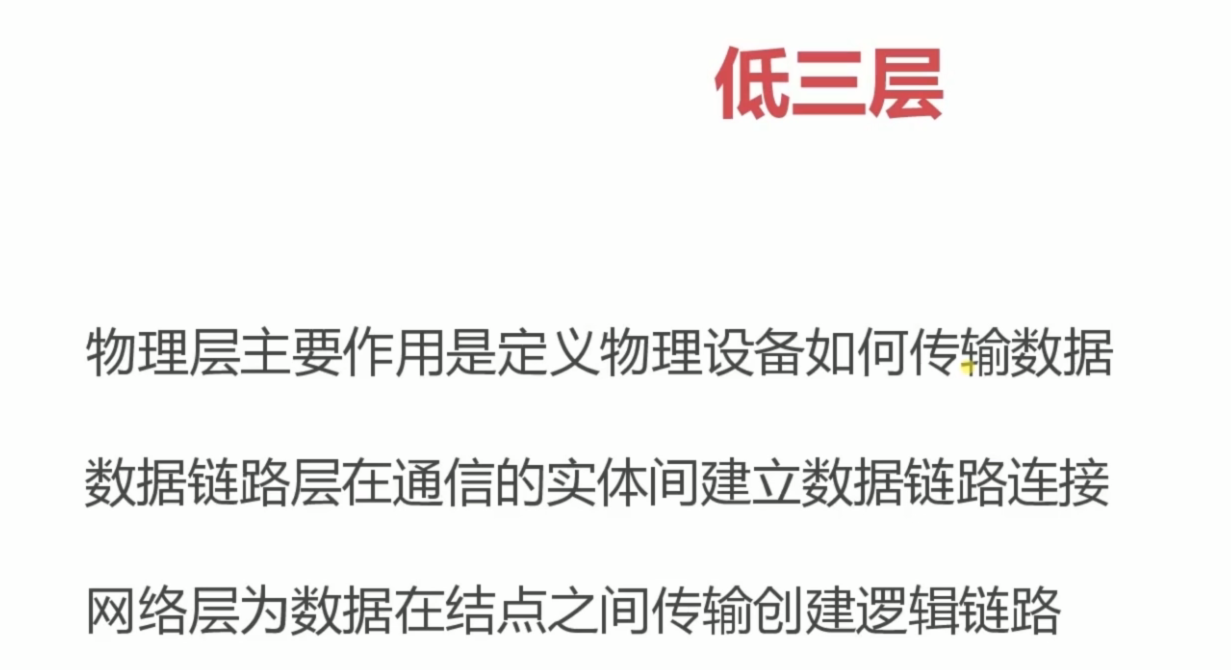 低三层
物理层主要作用是定义物理设备如何传输数据
数据链路层在通信的实体间建立数据链路连接
网络层为数据在结点之间传输创建逻辑链路